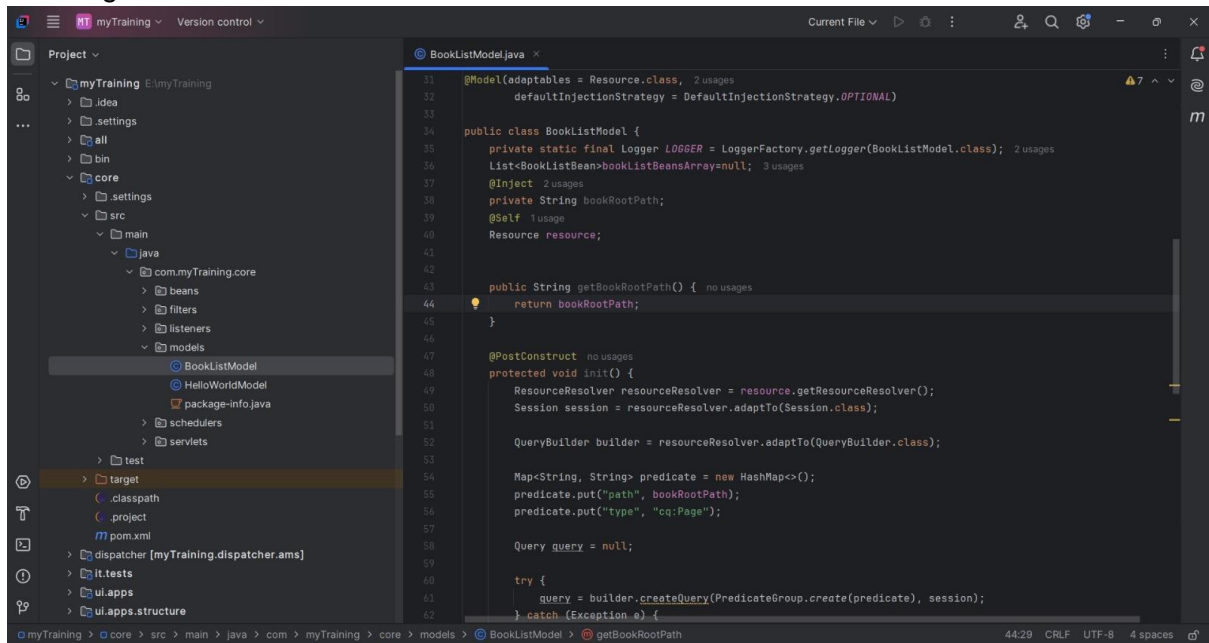 MT myTraining Version control Current File
Project
BookListModel.java
myTraining E:\myTraining
.idea
.settings
all
bin
core
.settings
src
main
java
com.myTraining.core
beans
filters
listeners
models
BookListModel
HelloWorldModel
package-info.java
schedulers
servlets
test
target
.classpath
.project
pom.xml
dispatcher [myTraining.dispatcher.ams]
it.tests
ui.apps
ui.apps.structure
7
31 @Model(adaptables = Resource.class, 2 usages
32 defaultInjectionStrategy = DefaultInjectionStrategy.OPTIONAL)
33
34 public class BookListModel {
35 private static final Logger LOGGER = LoggerFactory.getLogger(BookListModel.class); 2 usages
36 List<BookListBean>bookListBeansArray=null; 3 usages
37 @Inject 2 usages
38 private String bookRootPath;
39 @Self 1 usage
40 Resource resource;
41
42
43 public String getBookRootPath() { no usages
44 return bookRootPath;
45 }
46
47 @PostConstruct no usages
48 protected void init() {
49 ResourceResolver resourceResolver = resource.getResourceResolver();
50 Session session = resourceResolver.adaptTo(Session.class);
51
52 QueryBuilder builder = resourceResolver.adaptTo(QueryBuilder.class);
53
54 Map<String, String> predicate = new HashMap<>();
55 predicate.put("path", bookRootPath);
56 predicate.put("type", "cq:Page");
57
58 Query query = null;
59
60 try {
61 query = builder.createQuery(PredicateGroup.create(predicate), session);
62 } catch (Exception e) {
myTraining > core > src > main > java > com > myTraining > core > models > BookListModel > getBookRootPath 44:29 CRLF UTF-8 4 spaces